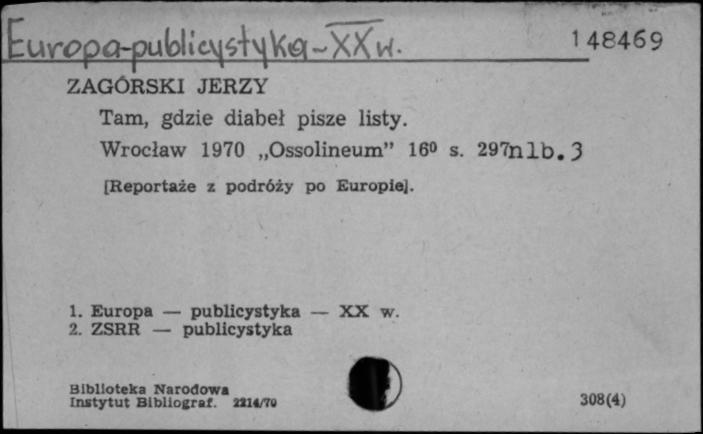 Europa-publicystyka-XX w. 148469
ZAGÓRSKI JERZY
Tam, gdzie diabeł pisze listy.
Wrocław 1970 „Ossolineum” 16⁰ s. 297nlb.3
[Reportaże z podróży po Europie].
1. Europa — publicystyka — XX w.
2. ZSRR — publicystyka
Biblioteka Narodowa
Instytut Bibliograf. 2214/70
308(4)